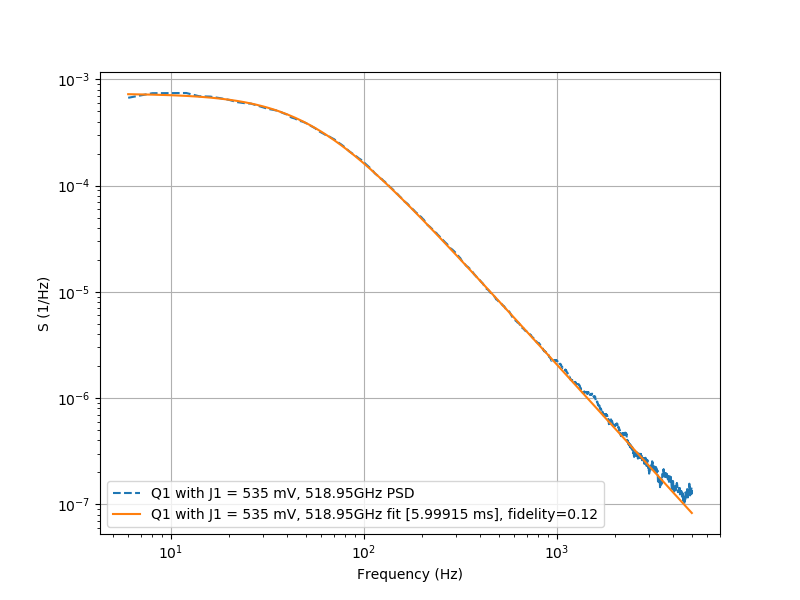 10⁻³
10⁻⁴
10⁻⁵
10⁻⁶
10⁻⁷
S (1/Hz)
Q1 with J1 = 535 mV, 518.95GHz PSD
Q1 with J1 = 535 mV, 518.95GHz fit [5.99915 ms], fidelity=0.12
10¹ 10² 10³
Frequency (Hz)